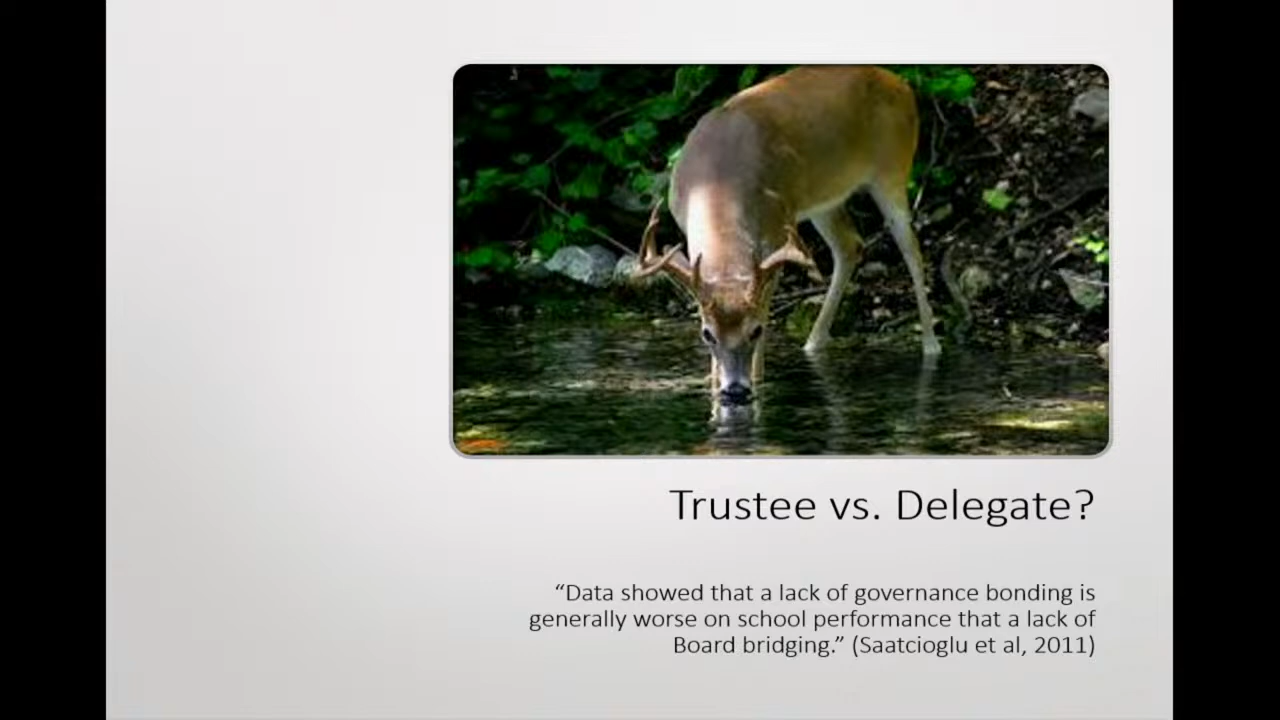 Trustee vs. Delegate?
“Data showed that a lack of governance bonding is
generally worse on school performance that a lack of
Board bridging.” (Saatcioglu et al, 2011)